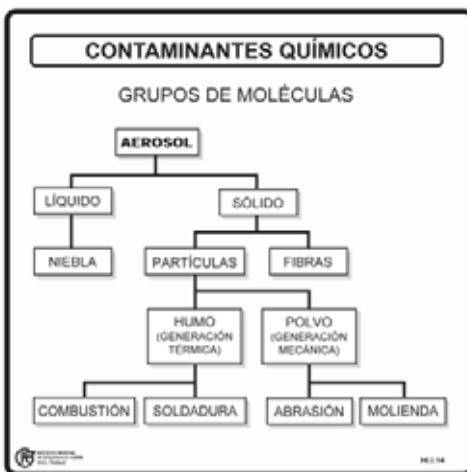 CONTAMINANTES QUÍMICOS
GRUPOS DE MOLÉCULAS
AEROSOL
LÍQUIDO
SÓLIDO
NIEBLA
PARTÍCULAS
FIBRAS
HUMO
(GENERACIÓN
TÉRMICA)
POLVO
(GENERACIÓN
MECÁNICA)
COMBUSTIÓN
SOLDADURA
ABRASIÓN
MOLIENDA